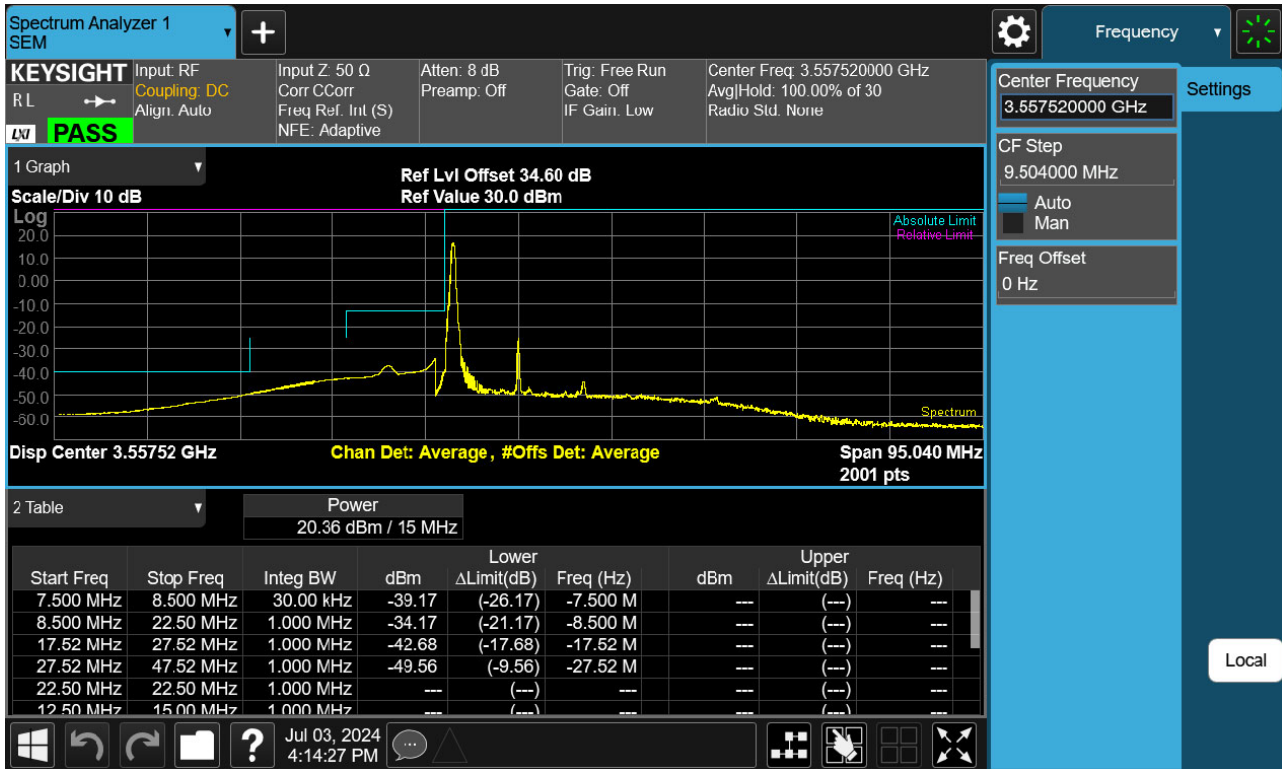 Spectrum Analyzer 1
SEM
Frequency
KEYSIGHT
R L
LXI
PASS
Input: RF
Coupling: DC
Align: Auto
Input Z: 50 Ω
Corr CCorr
Freq Ref: Int (S)
NFE: Adaptive
Atten: 8 dB
Preamp: Off
Trig: Free Run
Gate: Off
IF Gain: Low
Center Freq: 3.557520000 GHz
Avg|Hold: 100.00% of 30
Radio Std: None
Center Frequency
3.557520000 GHz
Settings
CF Step
9.504000 MHz
Auto
Man
Freq Offset
0 Hz
Local
1 Graph
Scale/Div 10 dB
Ref Lvl Offset 34.60 dB
Ref Value 30.0 dBm
Log
20.0
10.0
0.00
-10.0
-20.0
-30.0
-40.0
-50.0
-60.0
Absolute Limit
Relative Limit
Spectrum
Disp Center 3.55752 GHz
Chan Det: Average , #Offs Det: Average
Span 95.040 MHz
2001 pts
2 Table
Power
20.36 dBm / 15 MHz
Lower Upper
Start Freq Stop Freq Integ BW dBm ΔLimit(dB) Freq (Hz) dBm ΔLimit(dB) Freq (Hz)
7.500 MHz 8.500 MHz 30.00 kHz -39.17 (-26.17) -7.500 M --- (---) ---
8.500 MHz 22.50 MHz 1.000 MHz -34.17 (-21.17) -8.500 M --- (---) ---
17.52 MHz 27.52 MHz 1.000 MHz -42.68 (-17.68) -17.52 M --- (---) ---
27.52 MHz 47.52 MHz 1.000 MHz -49.56 (-9.56) -27.52 M --- (---) ---
22.50 MHz 22.50 MHz 1.000 MHz --- (---) --- --- (---) ---
12.50 MHz 15.00 MHz 1.000 MHz --- (---) --- --- (---) ---
?
Jul 03, 2024
4:14:27 PM